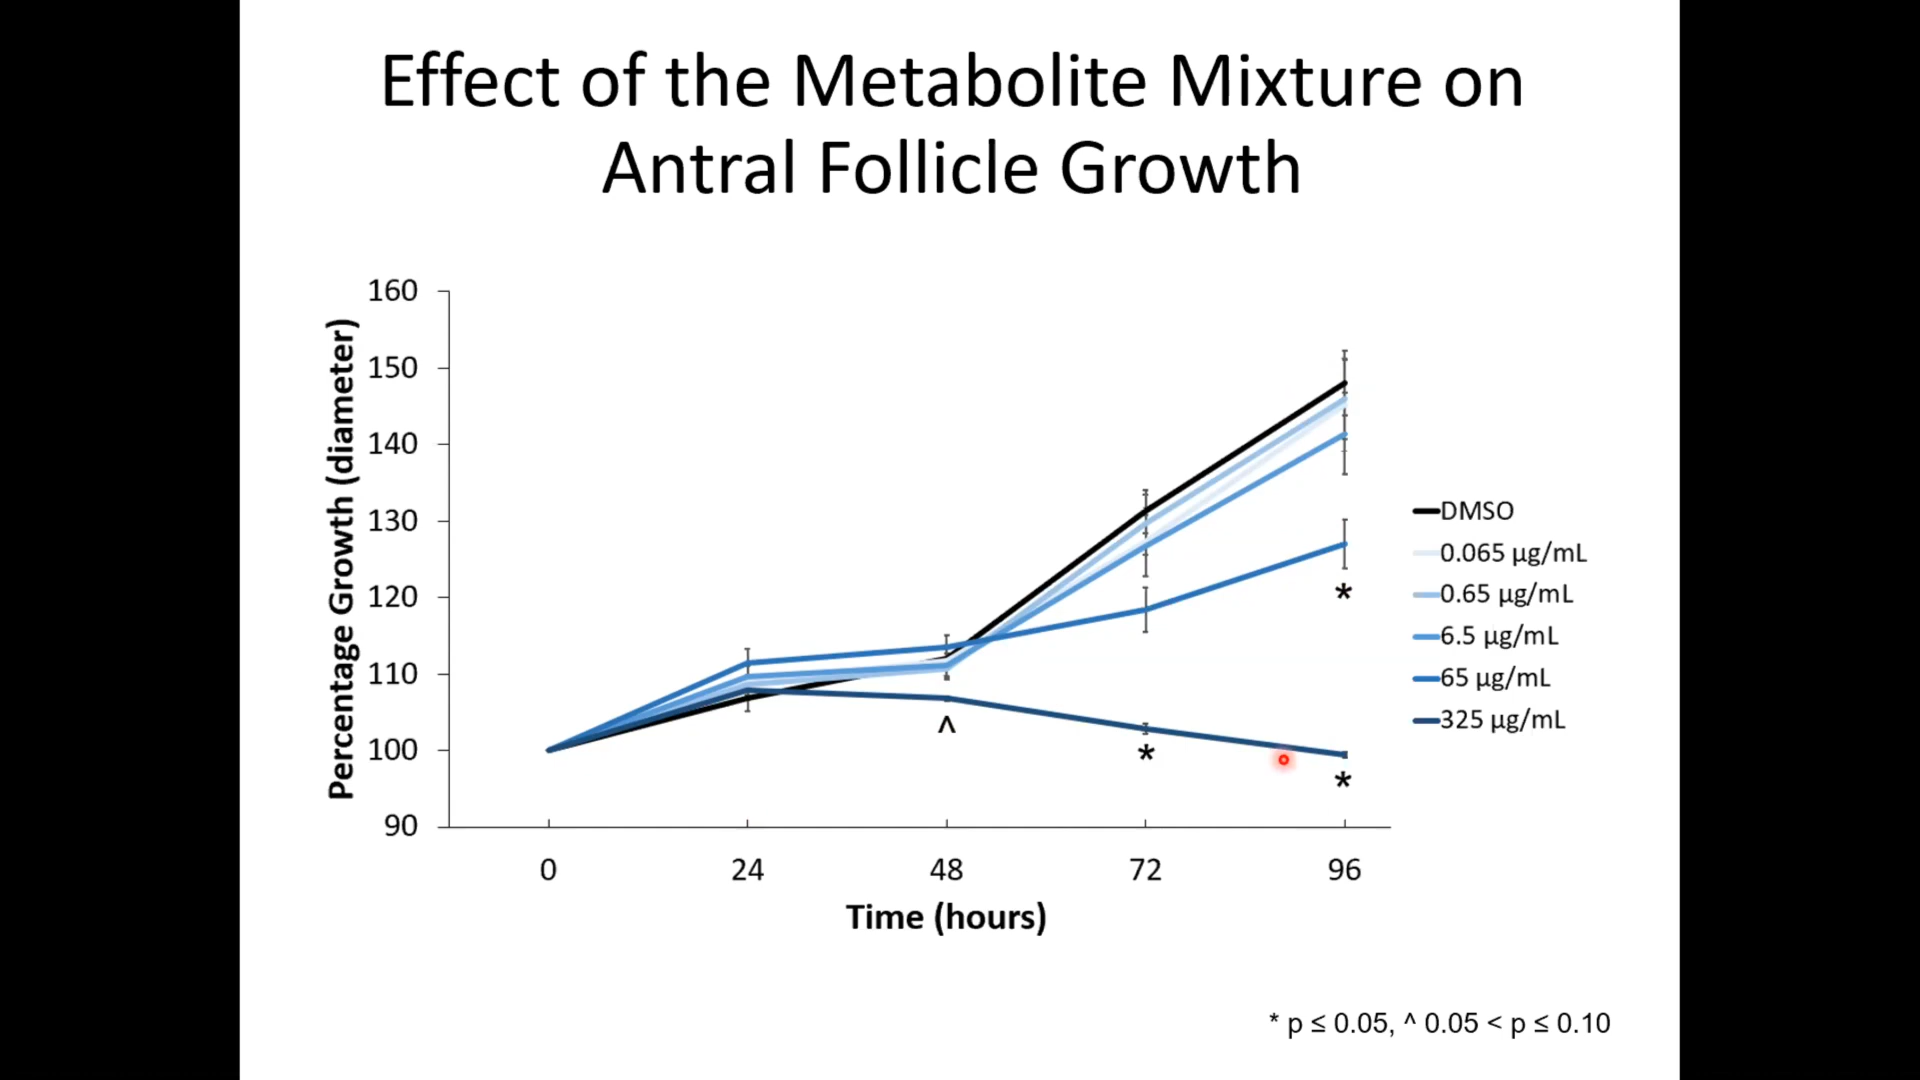 Effect of the Metabolite Mixture on
Antral Follicle Growth
Percentage Growth (diameter)
160
150
140
130
120
110
100
90
0 24 48 72 96
Time (hours)
^
*
*
*
DMSO
0.065 µg/mL
0.65 µg/mL
6.5 µg/mL
65 µg/mL
325 µg/mL
* p ≤ 0.05, ^ 0.05 < p ≤ 0.10